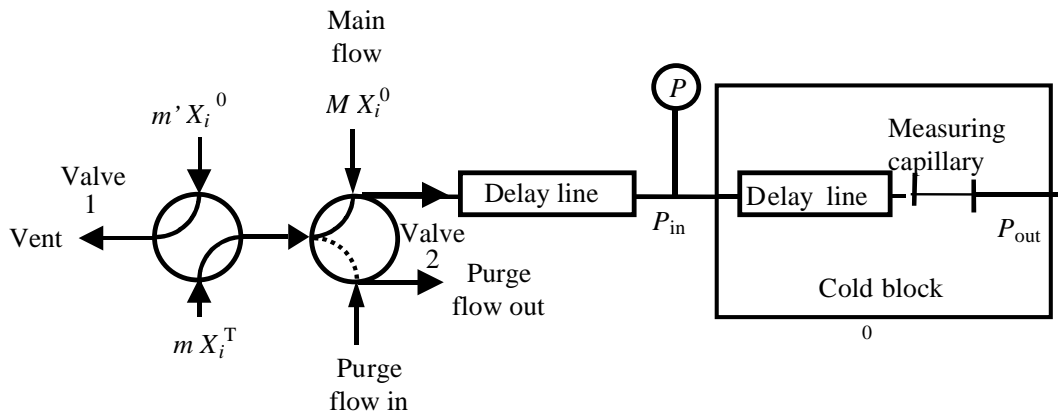 Main
flow
m’ Xᵢ⁰
M Xᵢ⁰
P
Measuring
capillary
Valve
1
Vent
Delay line
Delay line
Valve
2
Pin
Pout
Purge
flow out
Cold block
0
m Xᵢᵀ
Purge
flow in